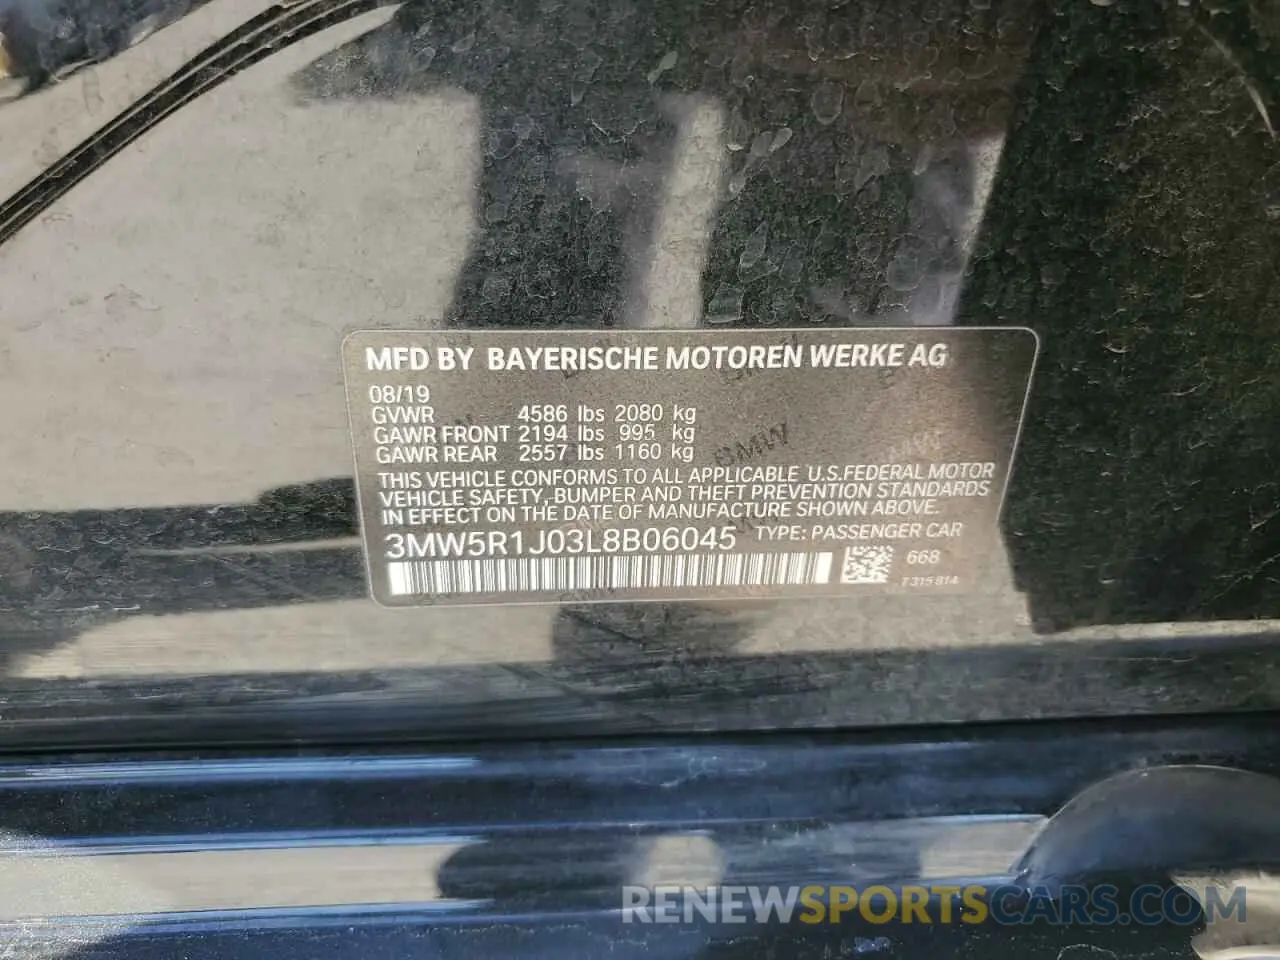 MFD BY BAYERISCHE MOTOREN WERKE AG
08/19
GVWR 4586 lbs 2080 kg
GAWR FRONT 2194 lbs 995 kg
GAWR REAR 2557 lbs 1160 kg
THIS VEHICLE CONFORMS TO ALL APPLICABLE U.S.FEDERAL MOTOR
VEHICLE SAFETY, BUMPER AND THEFT PREVENTION STANDARDS
IN EFFECT ON THE DATE OF MANUFACTURE SHOWN ABOVE.
3MW5R1J03L8B06045 TYPE: PASSENGER CAR
668
7315814
BMW
RENEWSPORTSCARS.COM